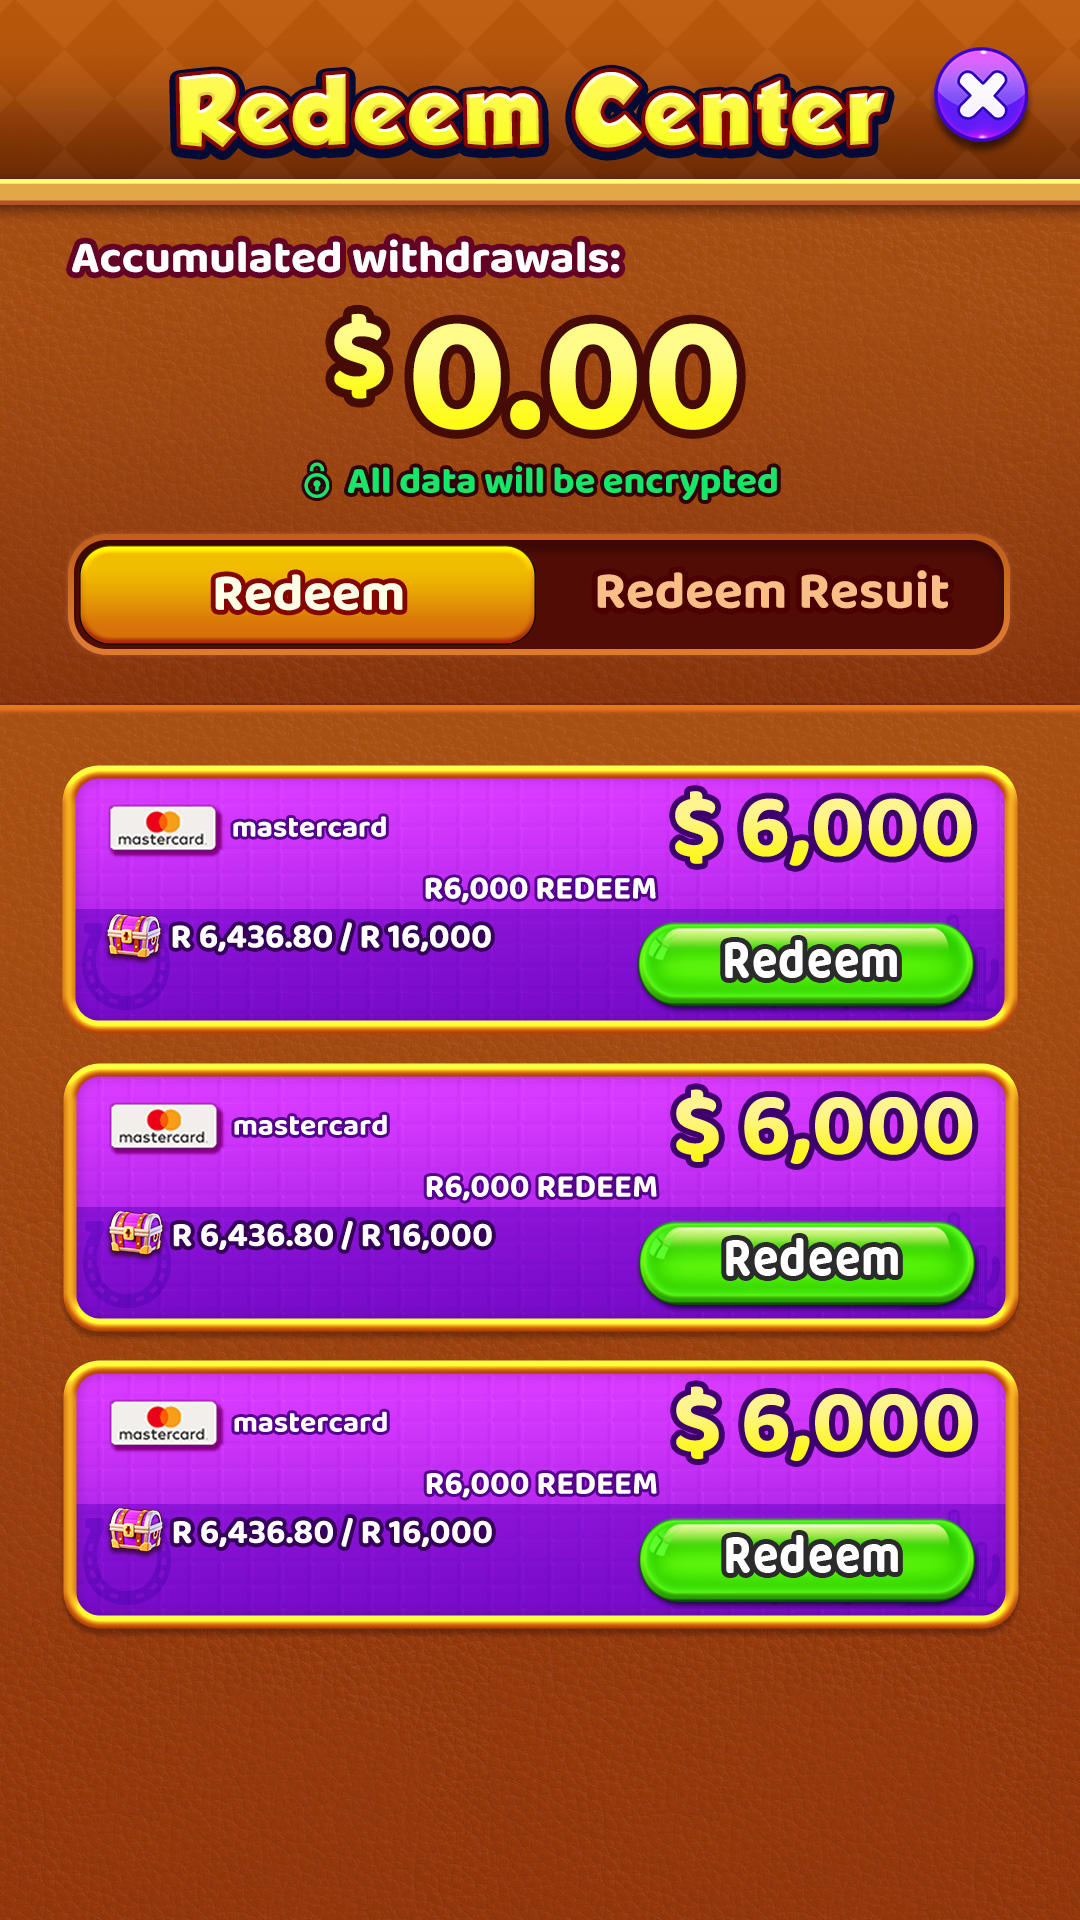 Redeem Center
Accumulated withdrawals:
$ 0.00
All data will be encrypted
Redeem
Redeem Resuit
mastercard.
mastercard
$ 6,000
R6,000 REDEEM
R 6,436.80 / R 16,000
Redeem
mastercard.
mastercard
$ 6,000
R6,000 REDEEM
R 6,436.80 / R 16,000
Redeem
mastercard.
mastercard
$ 6,000
R6,000 REDEEM
R 6,436.80 / R 16,000
Redeem